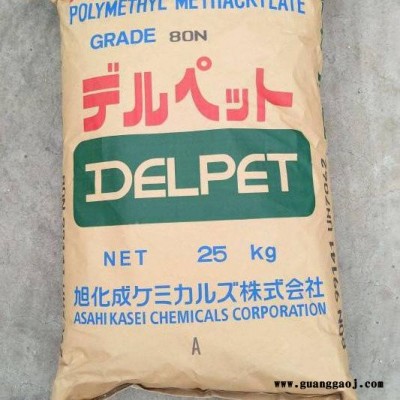 POLYMETHYL METHACRYLATE
GRADE 80N
デルペット
DELPET
NET 25 kg
旭化成ケミカルズ株式会社
ASAHI KASEI CHEMICALS CORPORATION
A
www.guanggaoj.com